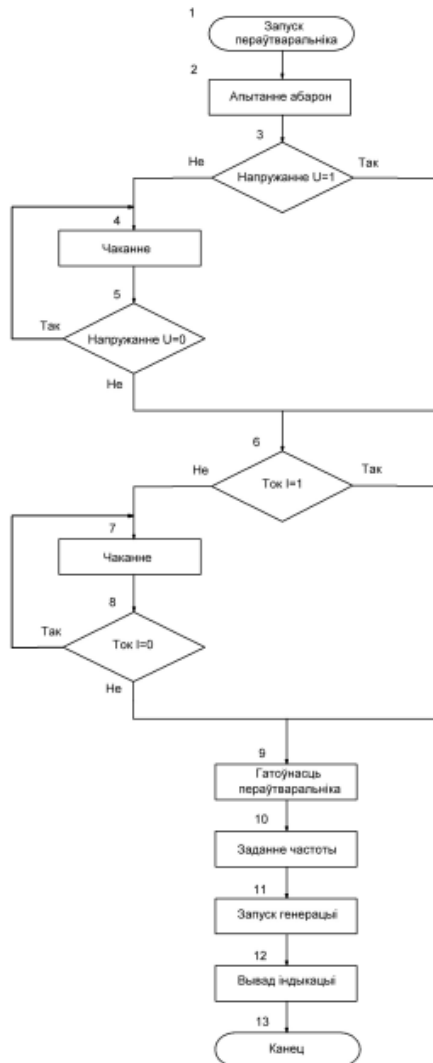 1
Запуск
пераўтваральніка
2
Апытанне абарон
3
Не
Напружанне U=1
Так
4
Чаканне
5
Так
Напружанне U=0
Не
6
Не
Ток I=1
Так
7
Чаканне
8
Так
Ток I=0
Не
9
Гатоўнасць
пераўтваральніка
10
Заданне частоты
11
Запуск генерацыі
12
Вывад індыкацыі
13
Канец